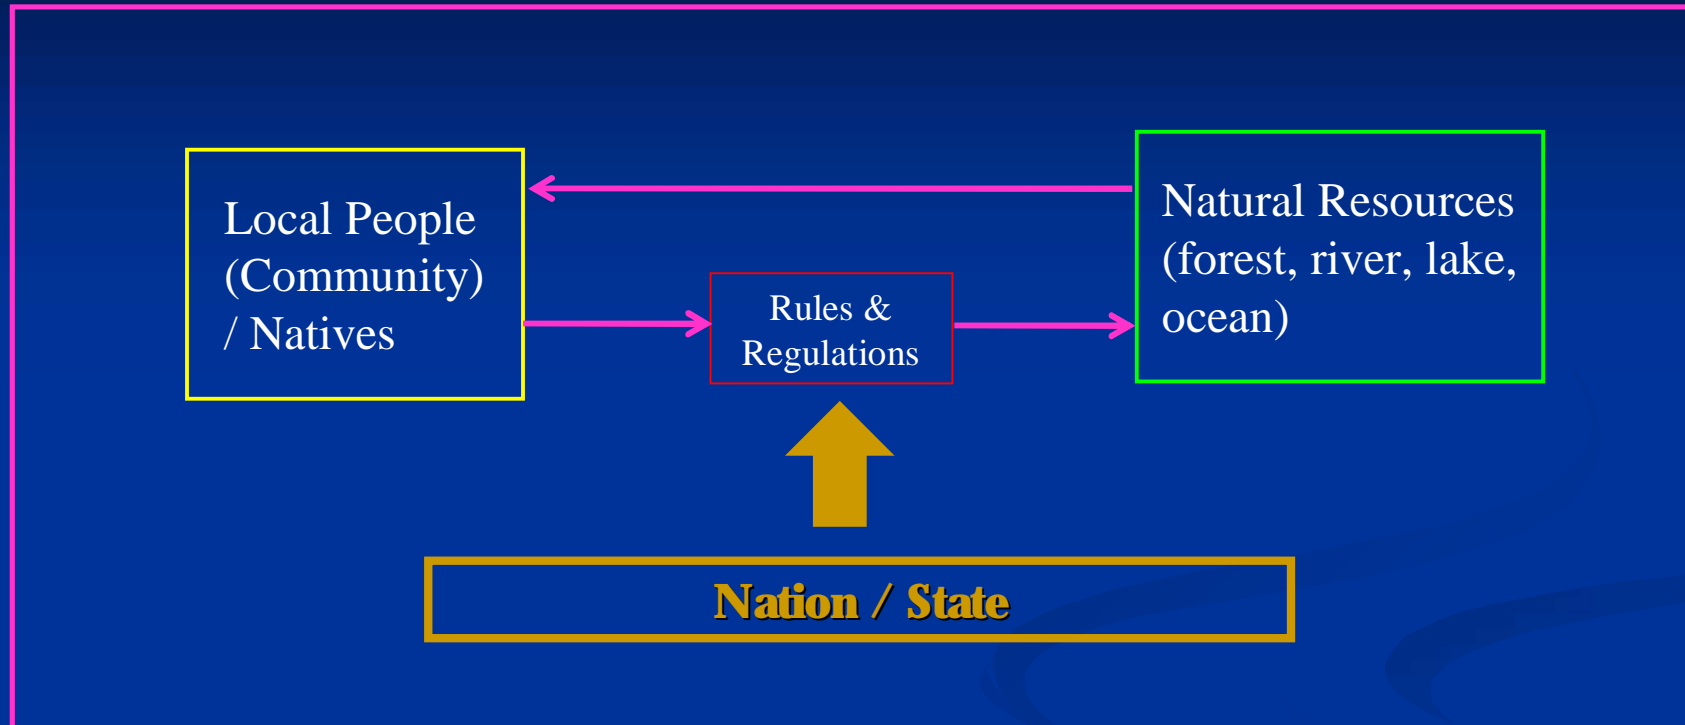 Local People
(Community)
/ Natives
Natural Resources
(forest, river, lake,
ocean)
Rules &
Regulations
Nation / State